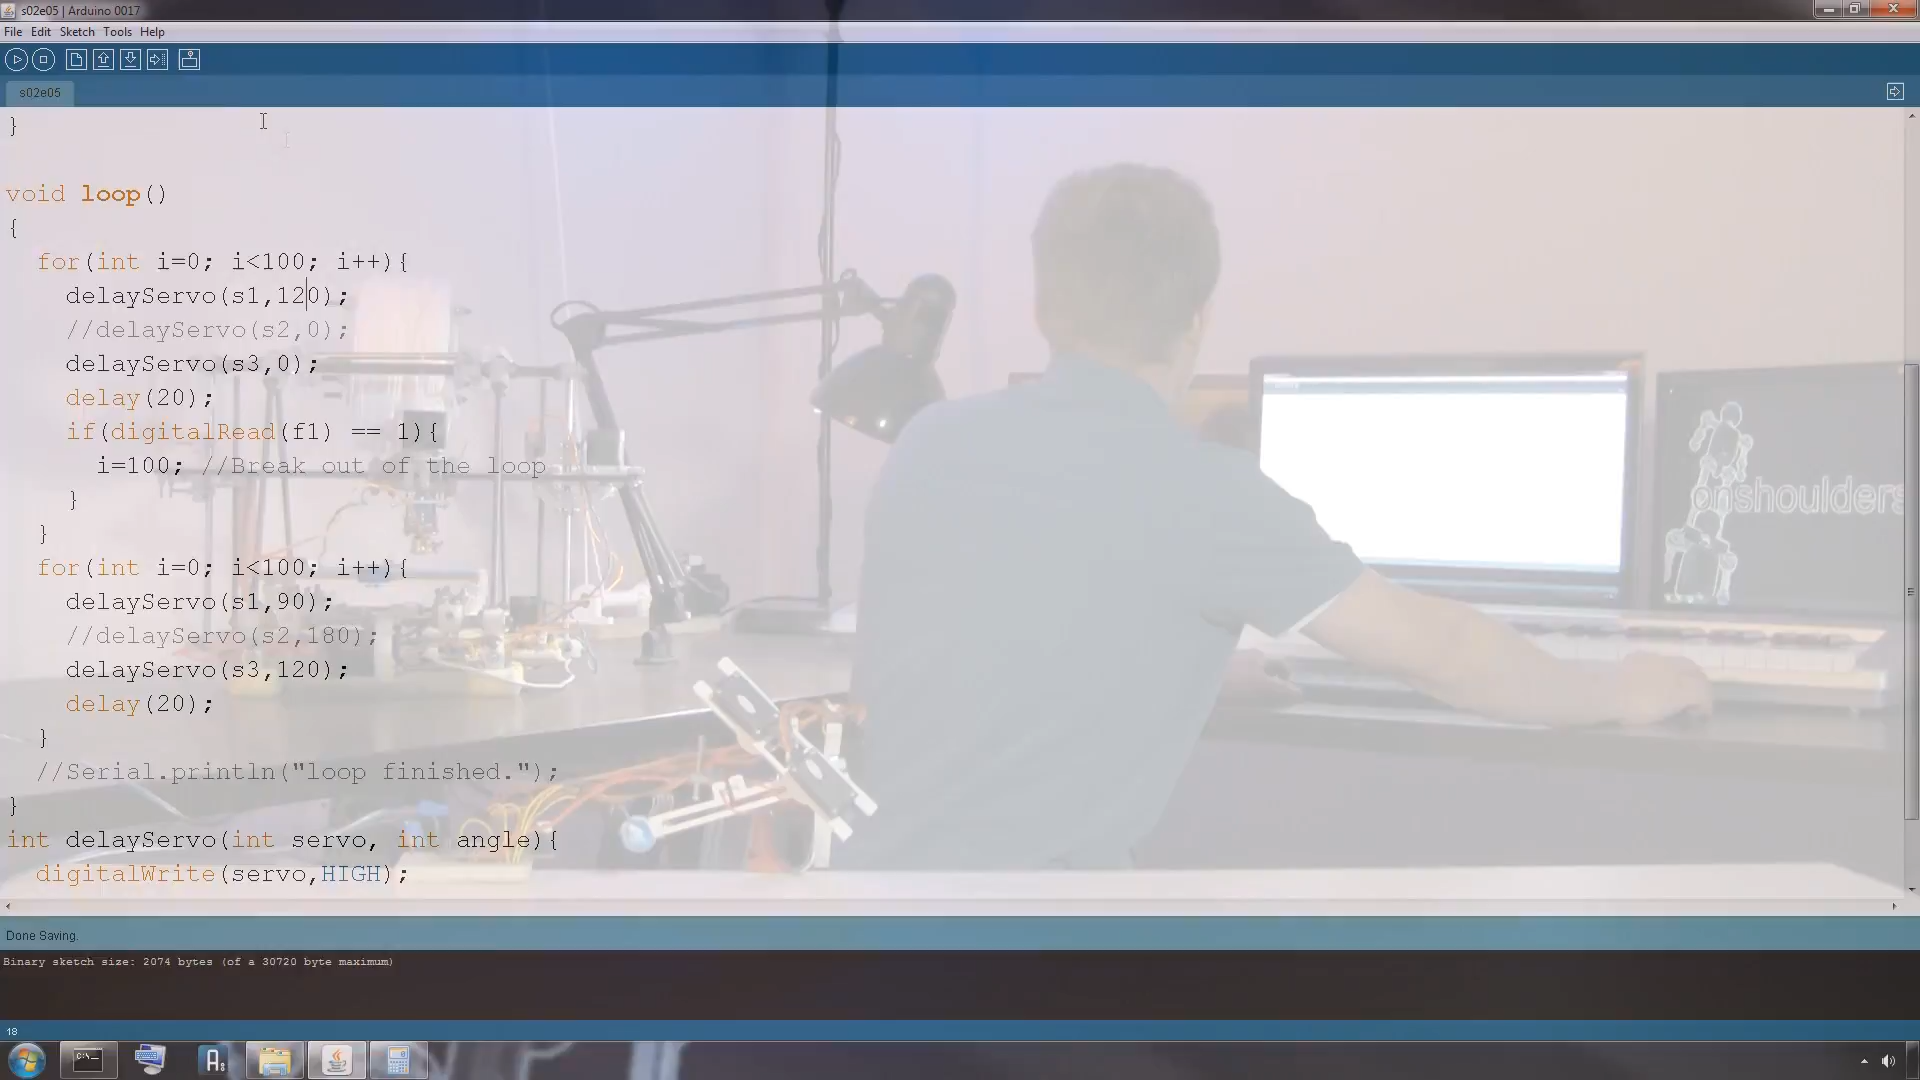 s02e05 | Arduino 0017
File Edit Sketch Tools Help
s02e05
}
void loop()
{
for(int i=0; i<100; i++){
delayServo(s1,120);
//delayServo(s2,0);
delayServo(s3,0);
delay(20);
if(digitalRead(f1) == 1){
i=100; //Break out of the loop
}
}
for(int i=0; i<100; i++){
delayServo(s1,90);
//delayServo(s2,180);
delayServo(s3,120);
delay(20);
}
//Serial.println("loop finished.");
}
int delayServo(int servo, int angle){
digitalWrite(servo,HIGH);
onshoulders
Done Saving.
Binary sketch size: 2074 bytes (of a 30720 byte maximum)
18
C:\